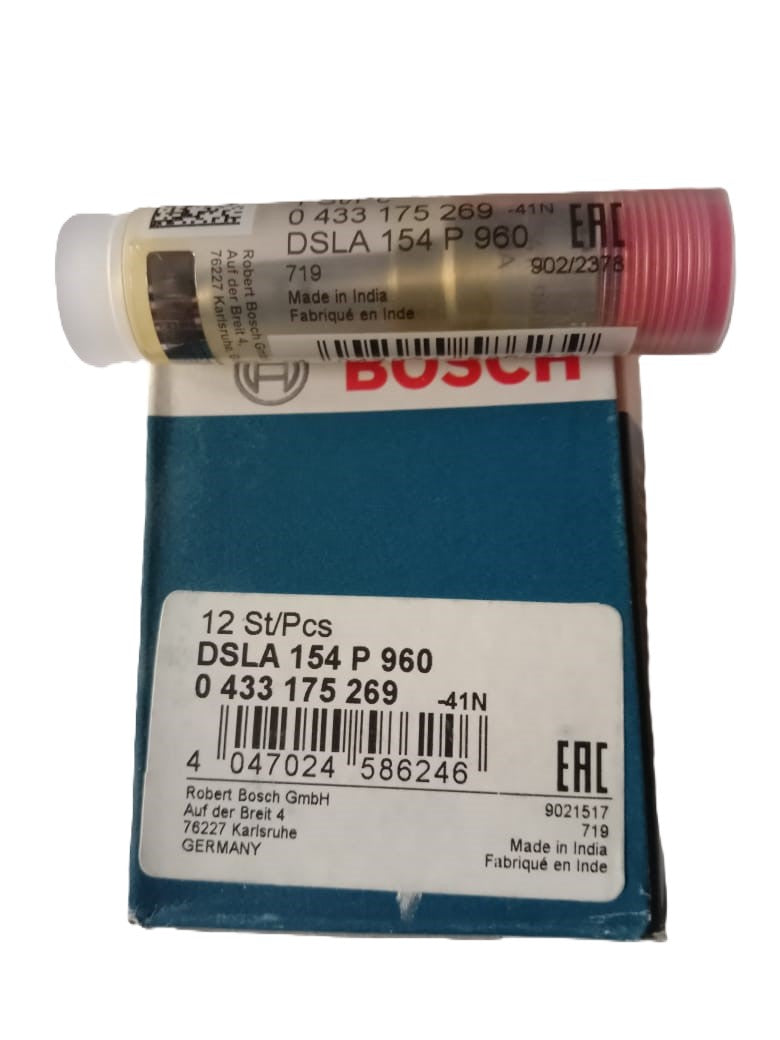 0 433 175 269 -41N
DSLA 154 P 960
EAC
902/2378
719
Made in India
Fabriqué en Inde
Robert Bosch
Auf der Breit 4,
76227 Karlsruhe,
BOSCH
12 St/Pcs
DSLA 154 P 960
0 433 175 269 -41N
4 047024 586246
EAC
Robert Bosch GmbH
Auf der Breit 4
76227 Karlsruhe
GERMANY
9021517
719
Made in India
Fabriqué en Inde